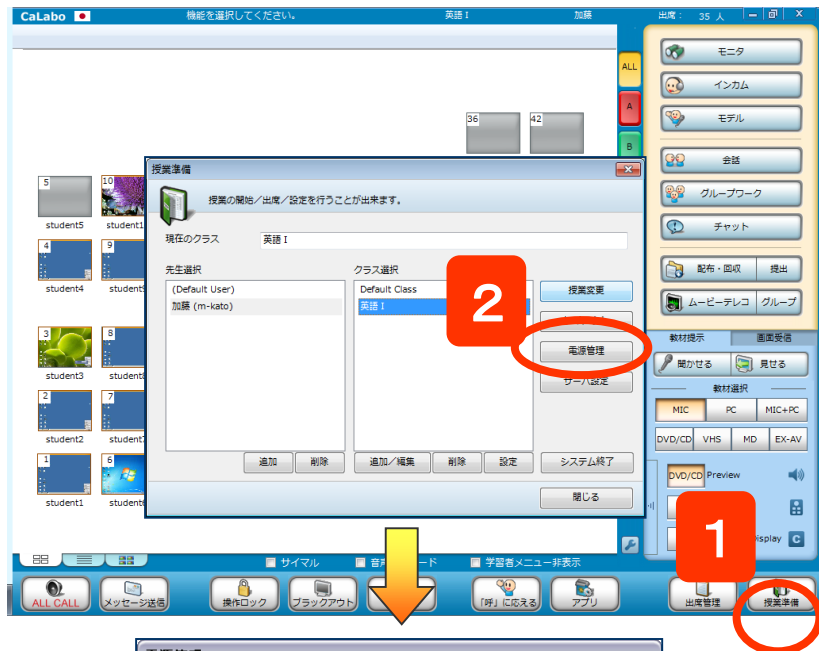 CaLabo 機能を選択してください。 英語 I 加藤 出席： 35 人
モニタ
ALL
インカム
A
モデル
36 42
B
会話
グループワーク
チャット
配布・回収 提出
ムービーテレコ グループ
教材提示 画面受信
聞かせる 見せる
教材選択
MIC PC MIC+PC
DVD/CD VHS MD EX-AV
DVD/CD Preview
授業準備
授業の開始／出席／設定を行うことが出来ます。
現在のクラス 英語 I
先生選択 クラス選択
(Default User) Default Class 授業変更
加藤 (m-kato) 英語 I
2
電源管理
サーバ設定
追加 削除 追加／編集 削除 設定 システム終了
閉じる
5 10
student5
4 9
student4
3 8
student3
2 7
student2
1 6
student1
1
C
サイマル 学習者メニュー非表示
ALL CALL メッセージ送信 操作ロック ブラックアウト 「呼」に応える アプリ 出席管理 授業準備